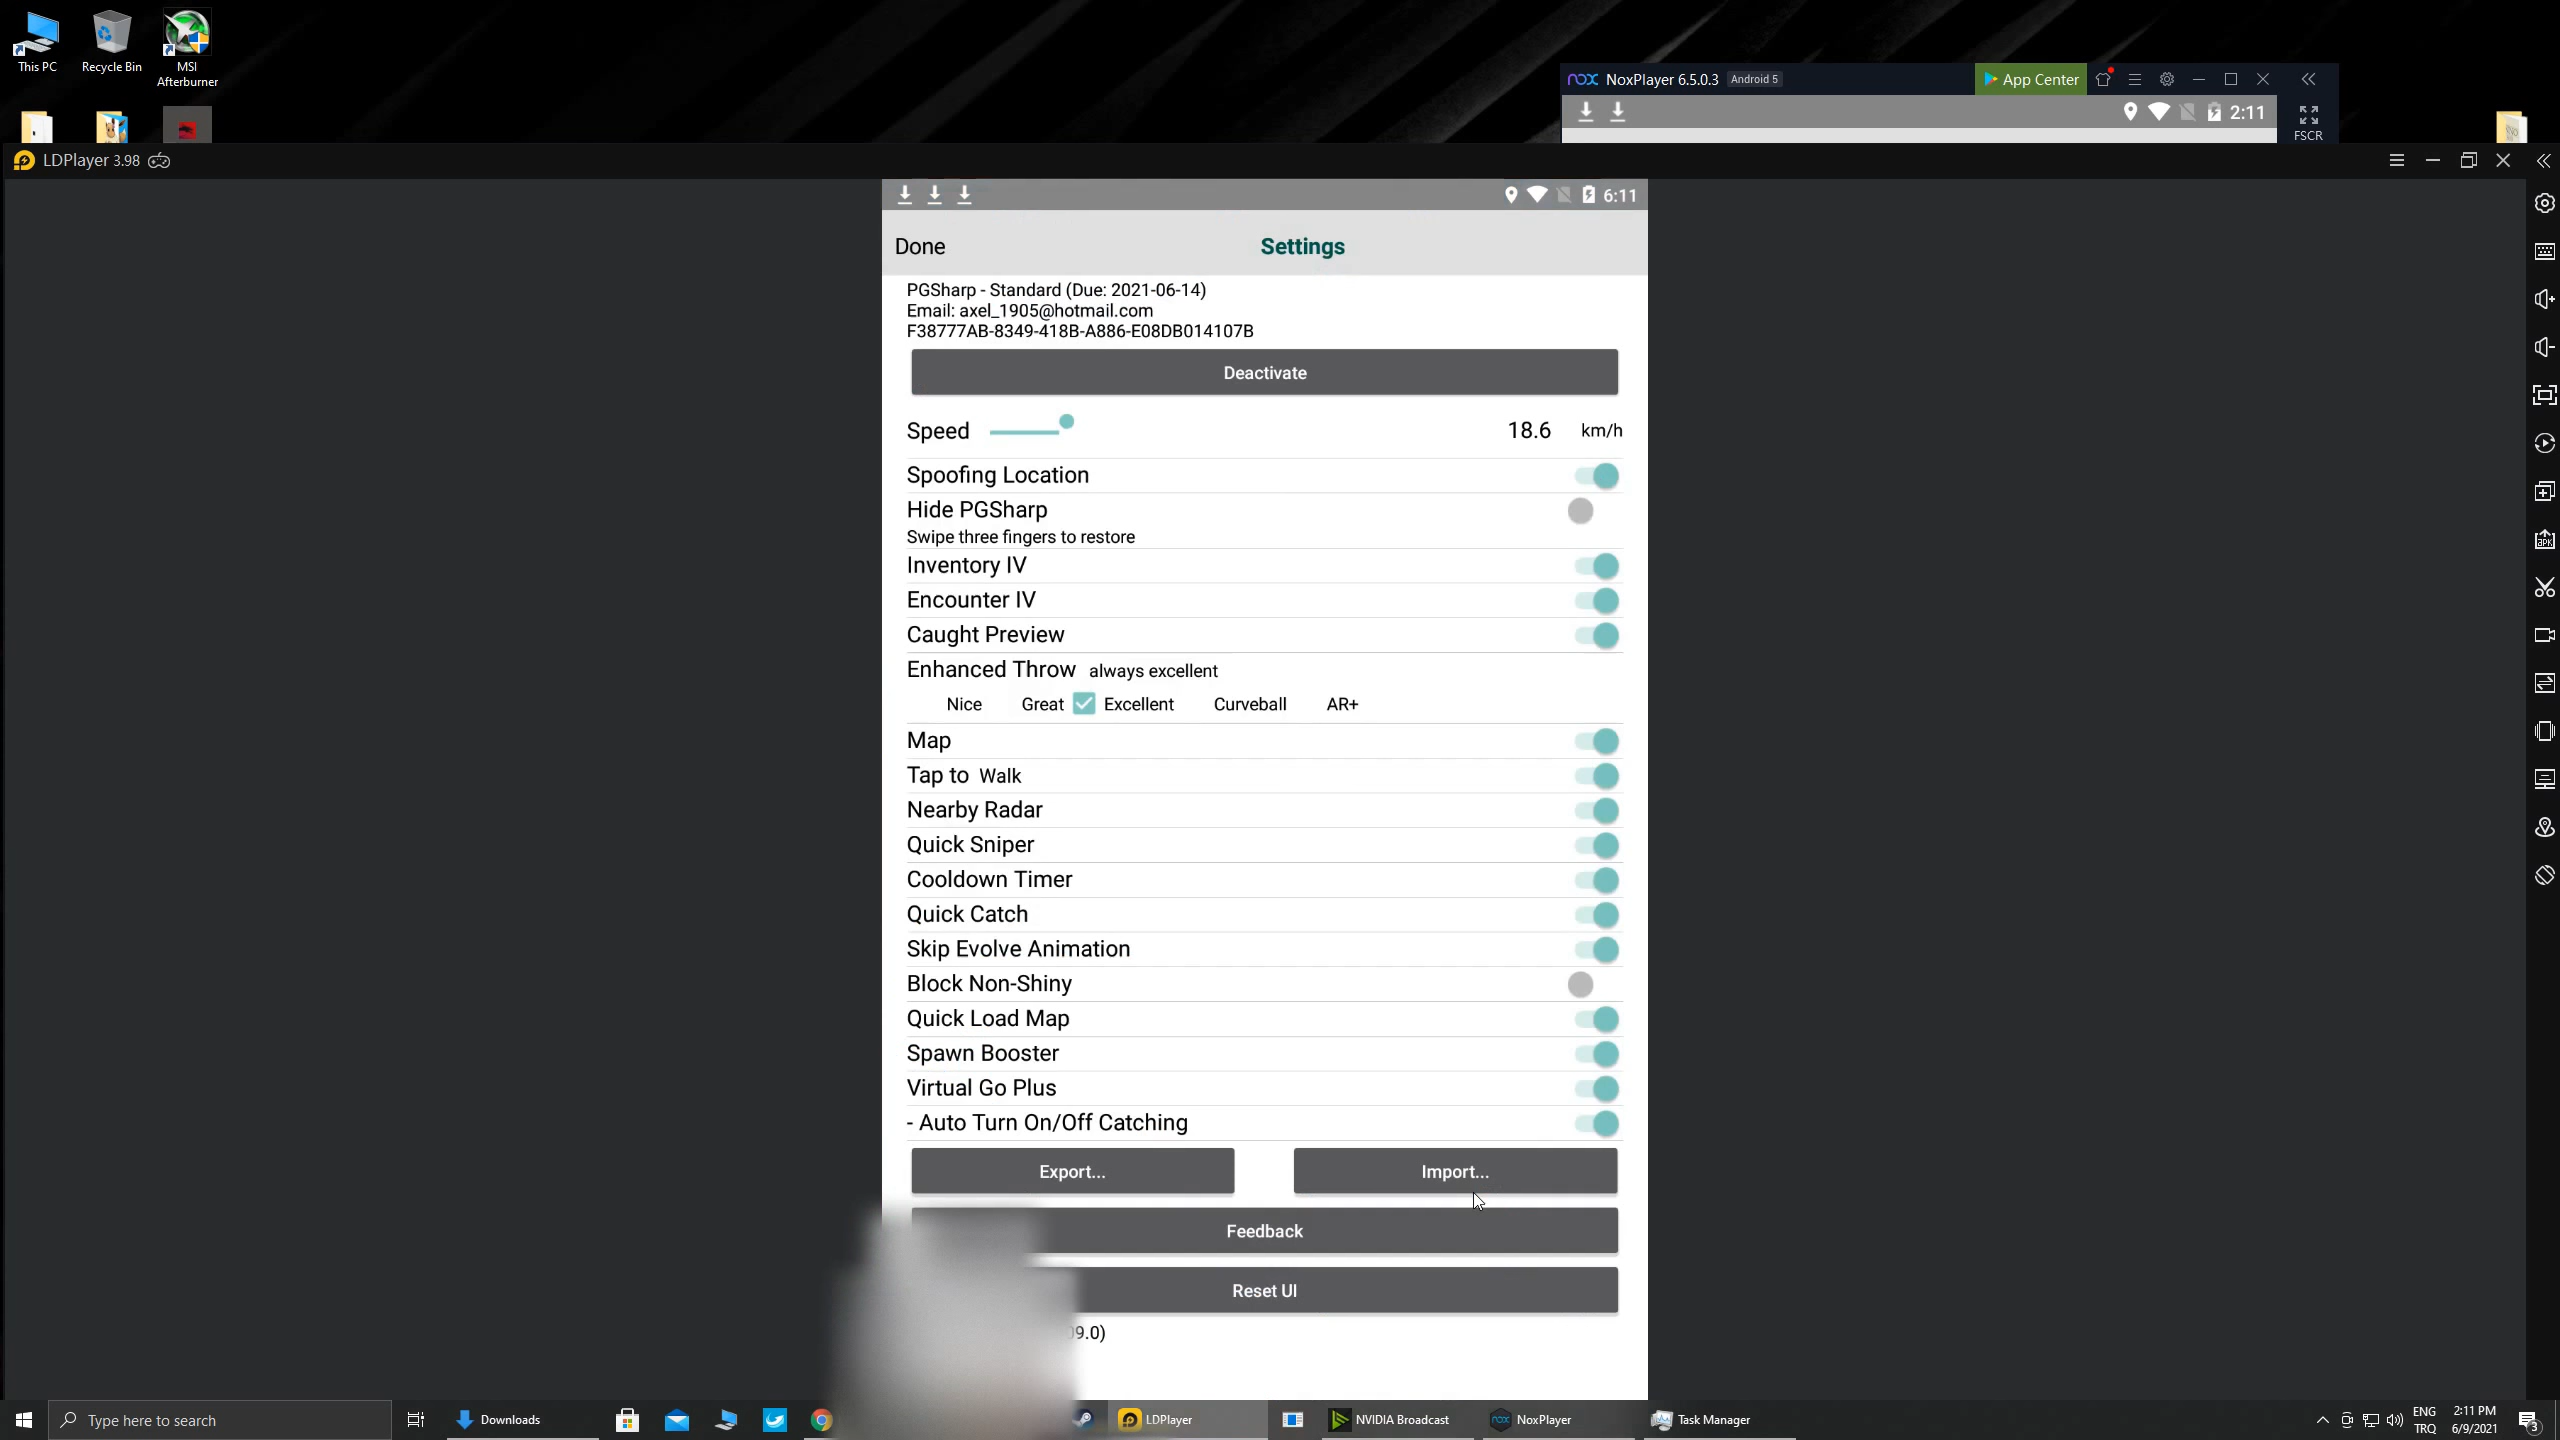 This PC
Recycle Bin
MSI
Afterburner
nox NoxPlayer 6.5.0.3 Android 5
App Center
2:11
FSCR
LDPlayer 3.98
6:11
Done
Settings
PGSharp - Standard (Due: 2021-06-14)
Email: axel_1905@hotmail.com
F38777AB-8349-418B-A886-E08DB014107B
Deactivate
Speed 18.6 km/h
Spoofing Location
Hide PGSharp
Swipe three fingers to restore
Inventory IV
Encounter IV
Caught Preview
Enhanced Throw always excellent
Nice Great Excellent Curveball AR+
Map
Tap to Walk
Nearby Radar
Quick Sniper
Cooldown Timer
Quick Catch
Skip Evolve Animation
Block Non-Shiny
Quick Load Map
Spawn Booster
Virtual Go Plus
- Auto Turn On/Off Catching
Export... Import...
Feedback
Reset UI
09.0)
Type here to search
Downloads
LDPlayer
NVIDIA Broadcast
NoxPlayer
Task Manager
ENG
TRQ
2:11 PM
6/9/2021
3